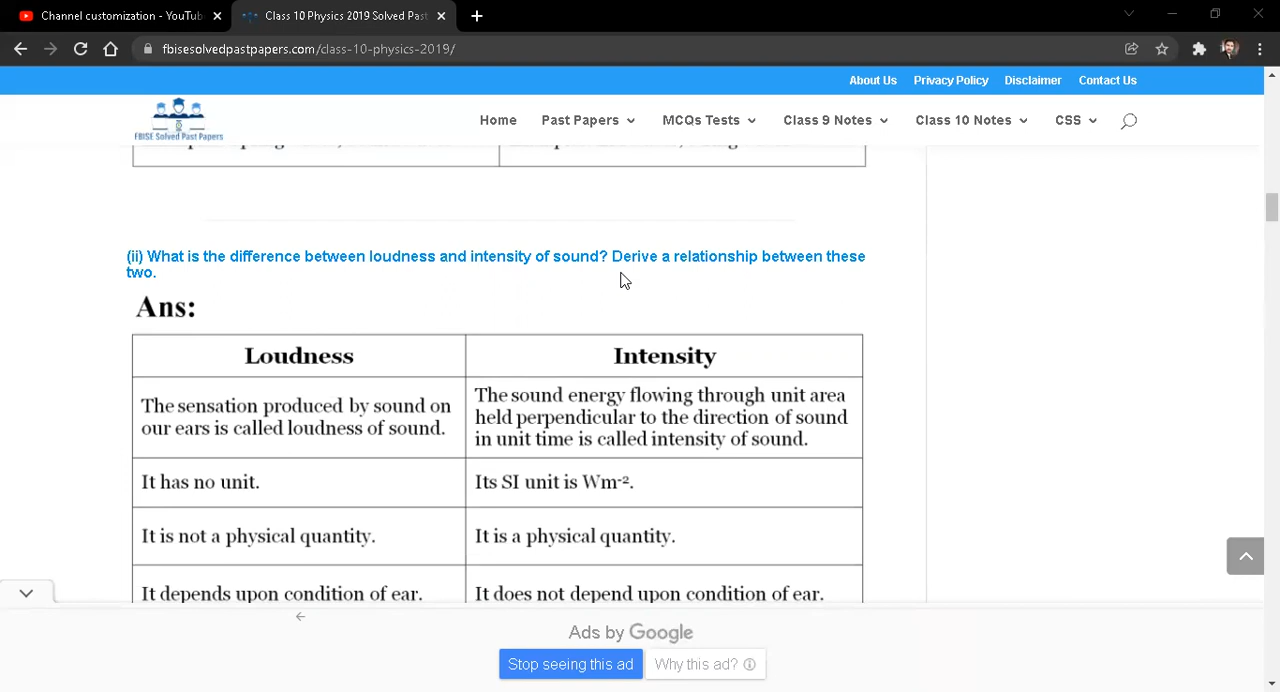 Channel customization - YouTub
Class 10 Physics 2019 Solved Past
fbisesolvedpastpapers.com/class-10-physics-2019/
About Us Privacy Policy Disclaimer Contact Us
FBISE Solved Past Papers
Home Past Papers MCQs Tests Class 9 Notes Class 10 Notes CSS
(ii) What is the difference between loudness and intensity of sound? Derive a relationship between these
two.
Ans:
Loudness Intensity
The sensation produced by sound on
our ears is called loudness of sound.
The sound energy flowing through unit area
held perpendicular to the direction of sound
in unit time is called intensity of sound.
It has no unit. Its SI unit is Wm⁻².
It is not a physical quantity. It is a physical quantity.
It depends upon condition of ear. It does not depend upon condition of ear.
Ads by Google
Stop seeing this ad Why this ad?